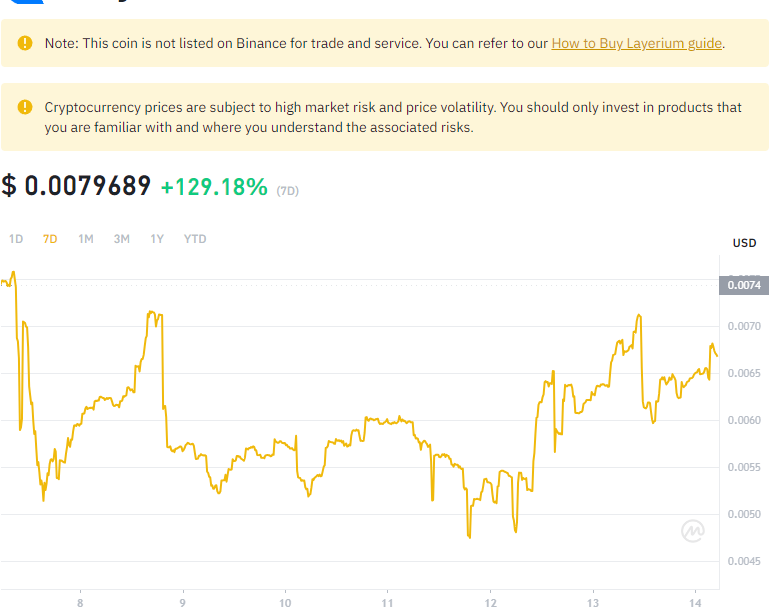 Note: This coin is not listed on Binance for trade and service. You can refer to our How to Buy Layerium guide.
Cryptocurrency prices are subject to high market risk and price volatility. You should only invest in products that
you are familiar with and where you understand the associated risks.
$ 0.0079689 +129.18% (7D)
1D 7D 1M 3M 1Y YTD
USD
0.0074
0.0070
0.0065
0.0060
0.0055
0.0050
0.0045
8 9 10 11 12 13 14